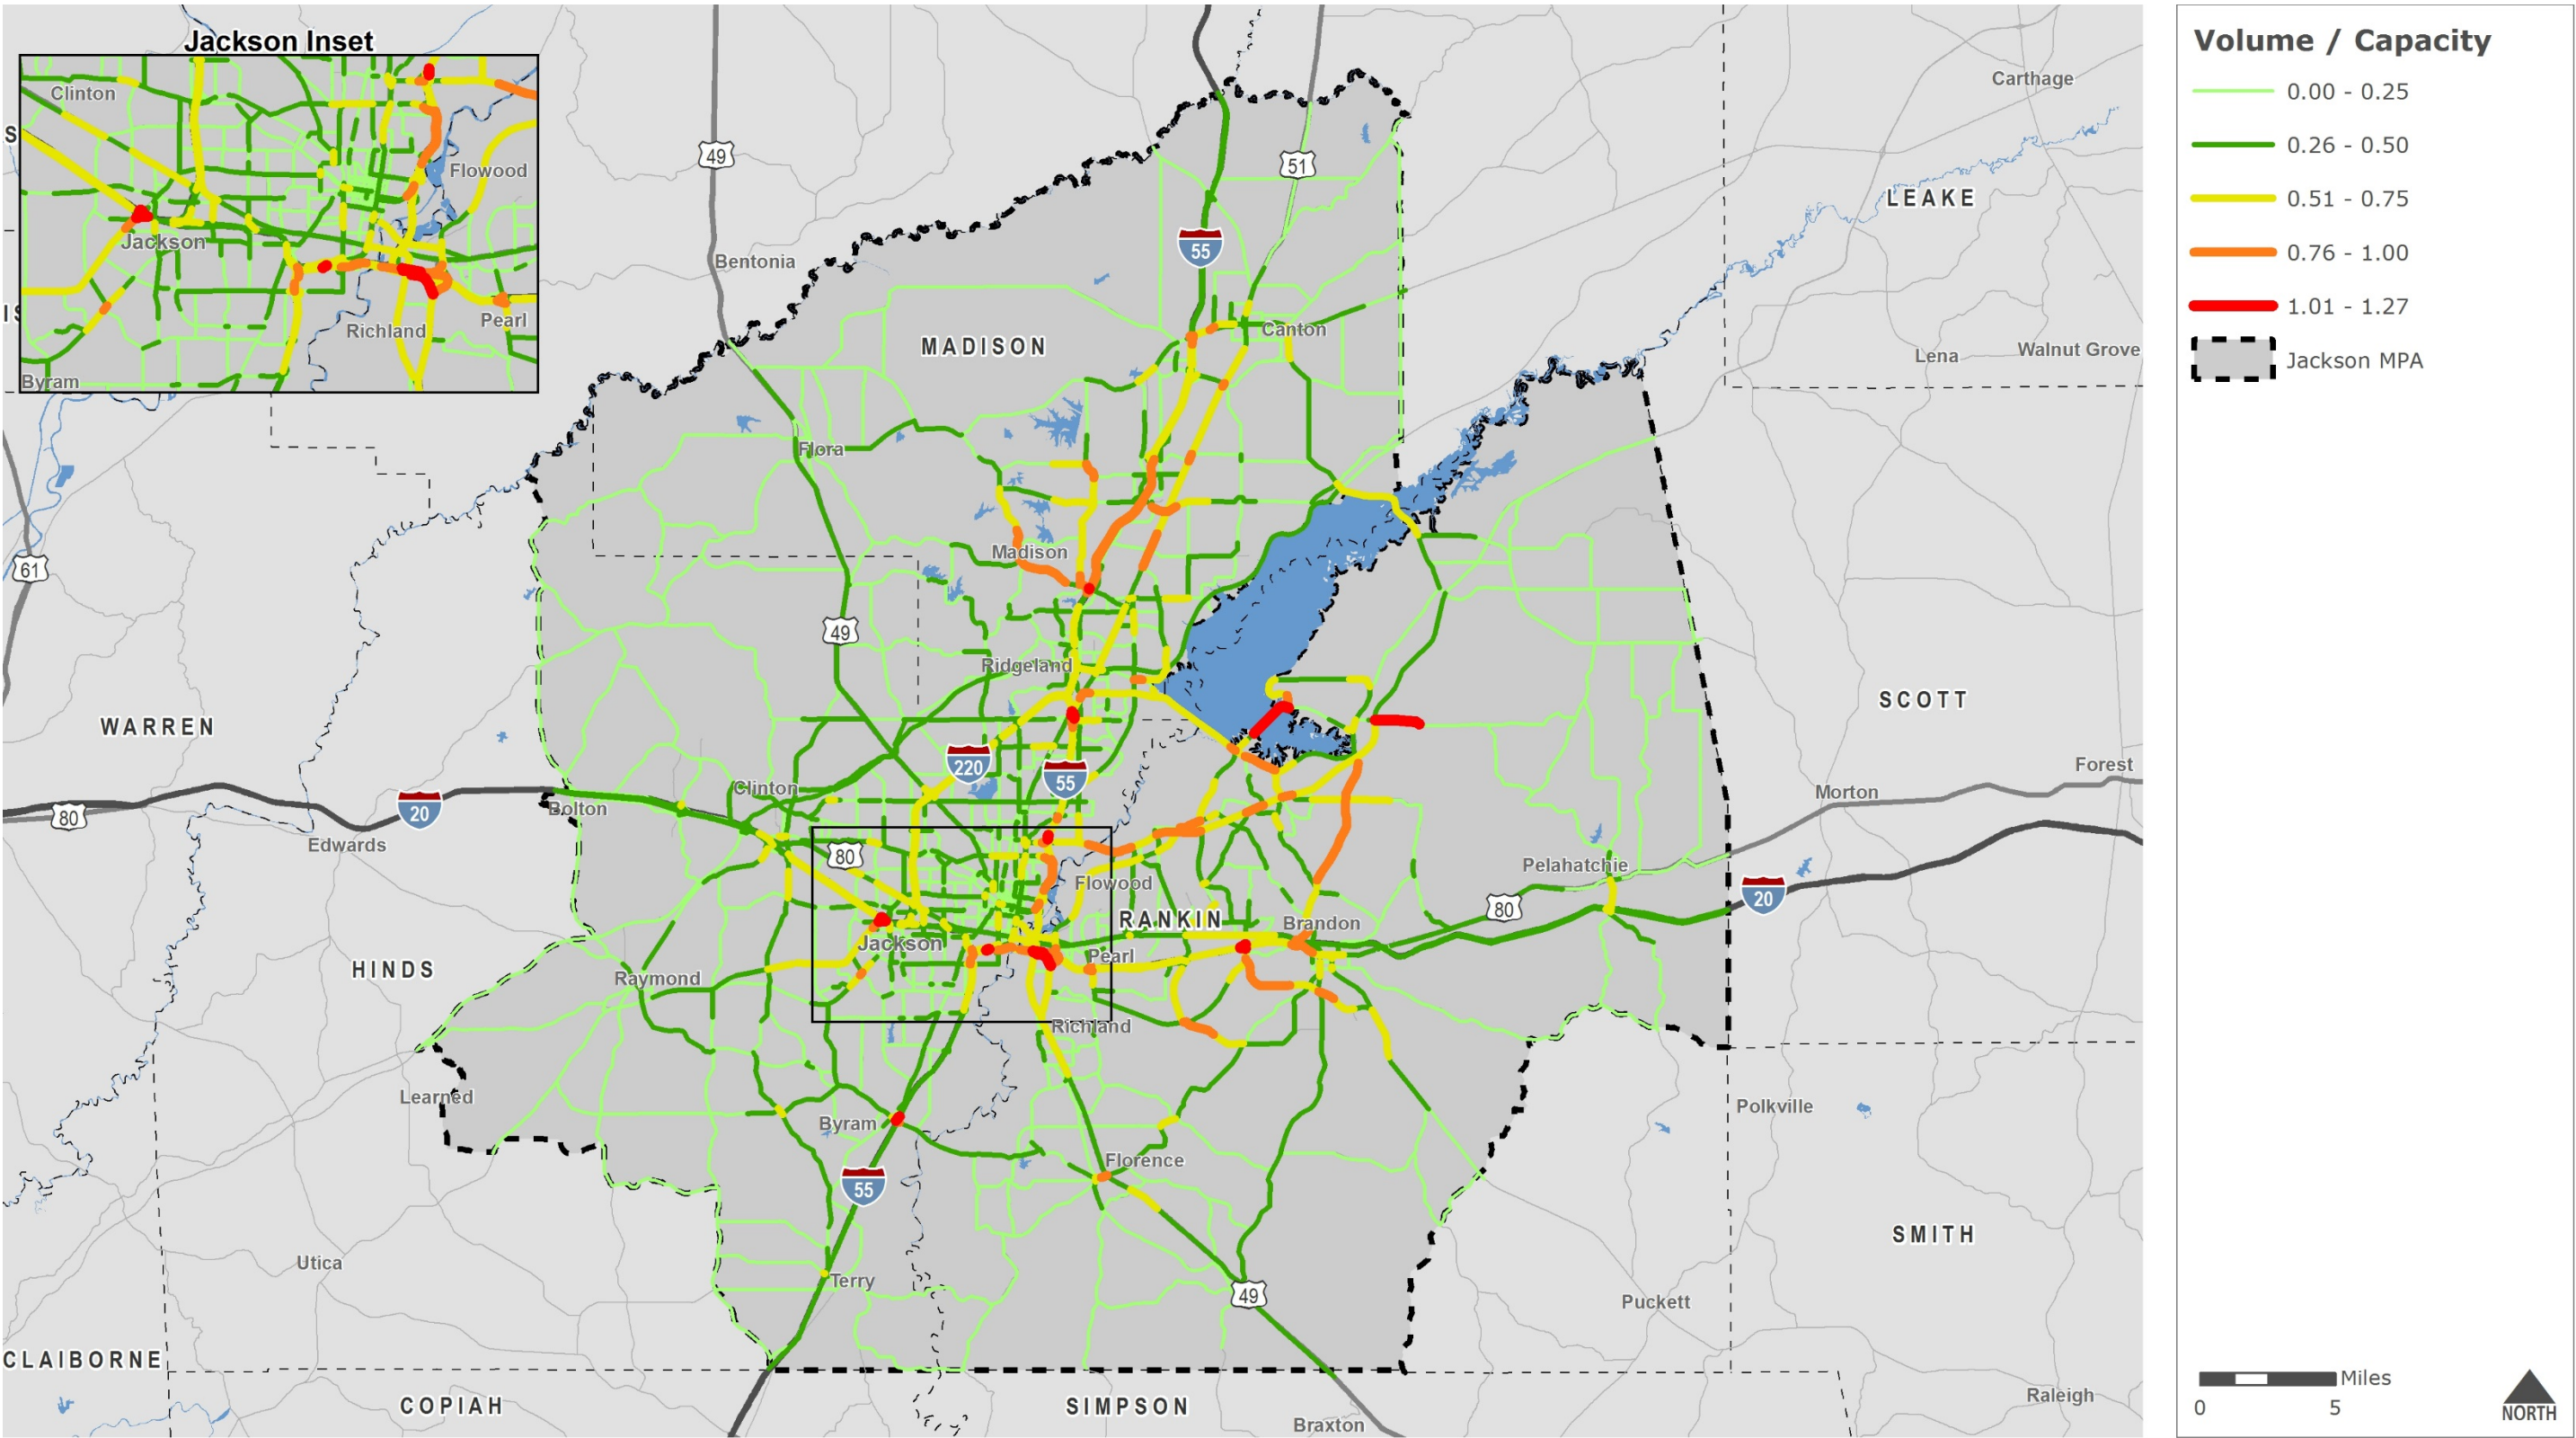 Jackson Inset
Clinton
S
Flowood
Jackson
IS
Richland
Pearl
Byram
49
51
55
Bentonia
MADISON
Canton
Carthage
LEAKE
Lena
Walnut Grove
Flora
61
Madison
49
Ridgeland
WARREN
SCOTT
220
55
Forest
Clinton
Morton
Bolton
20
80
Edwards
80
Pelahatchie
Flowood
20
RANKIN
80
Brandon
Jackson
Pearl
HINDS
Raymond
Richland
Learned
Byram
Polkville
Florence
55
SMITH
Utica
Terry
49
Puckett
CLAIBORNE
COPIAH
SIMPSON
Raleigh
Braxton
Volume / Capacity
0.00 - 0.25
0.26 - 0.50
0.51 - 0.75
0.76 - 1.00
1.01 - 1.27
Jackson MPA
Miles
0 5
NORTH